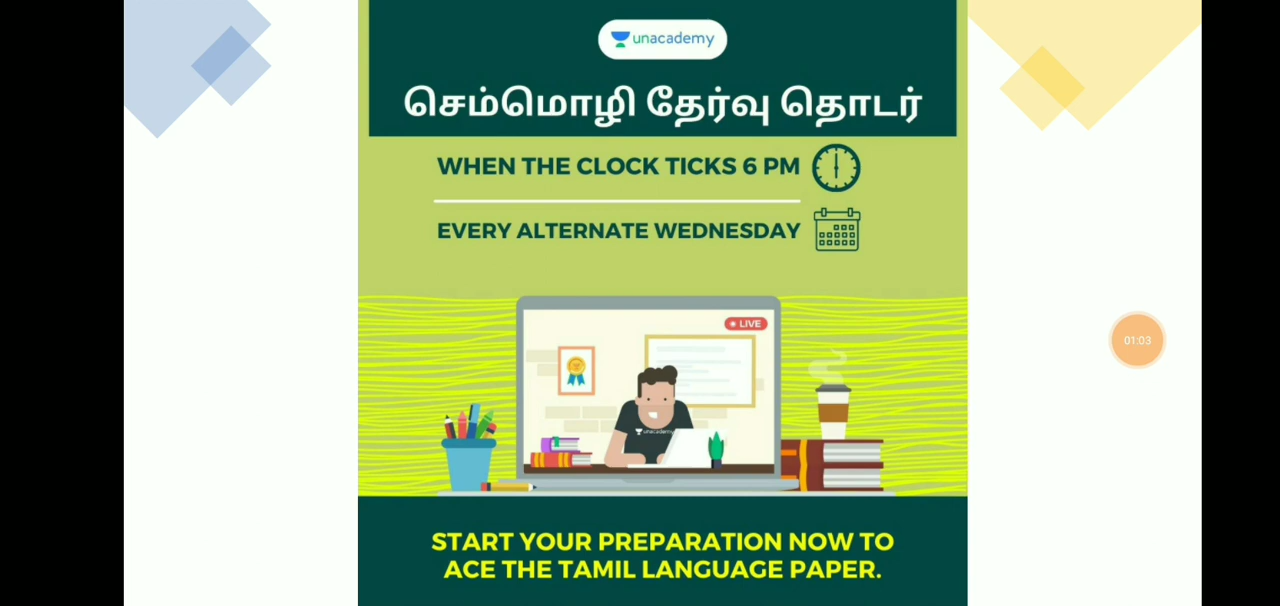 unacademy
செம்மொழி தேர்வு தொடர்
WHEN THE CLOCK TICKS 6 PM
EVERY ALTERNATE WEDNESDAY
LIVE
unacademy
01:03
START YOUR PREPARATION NOW TO
ACE THE TAMIL LANGUAGE PAPER.